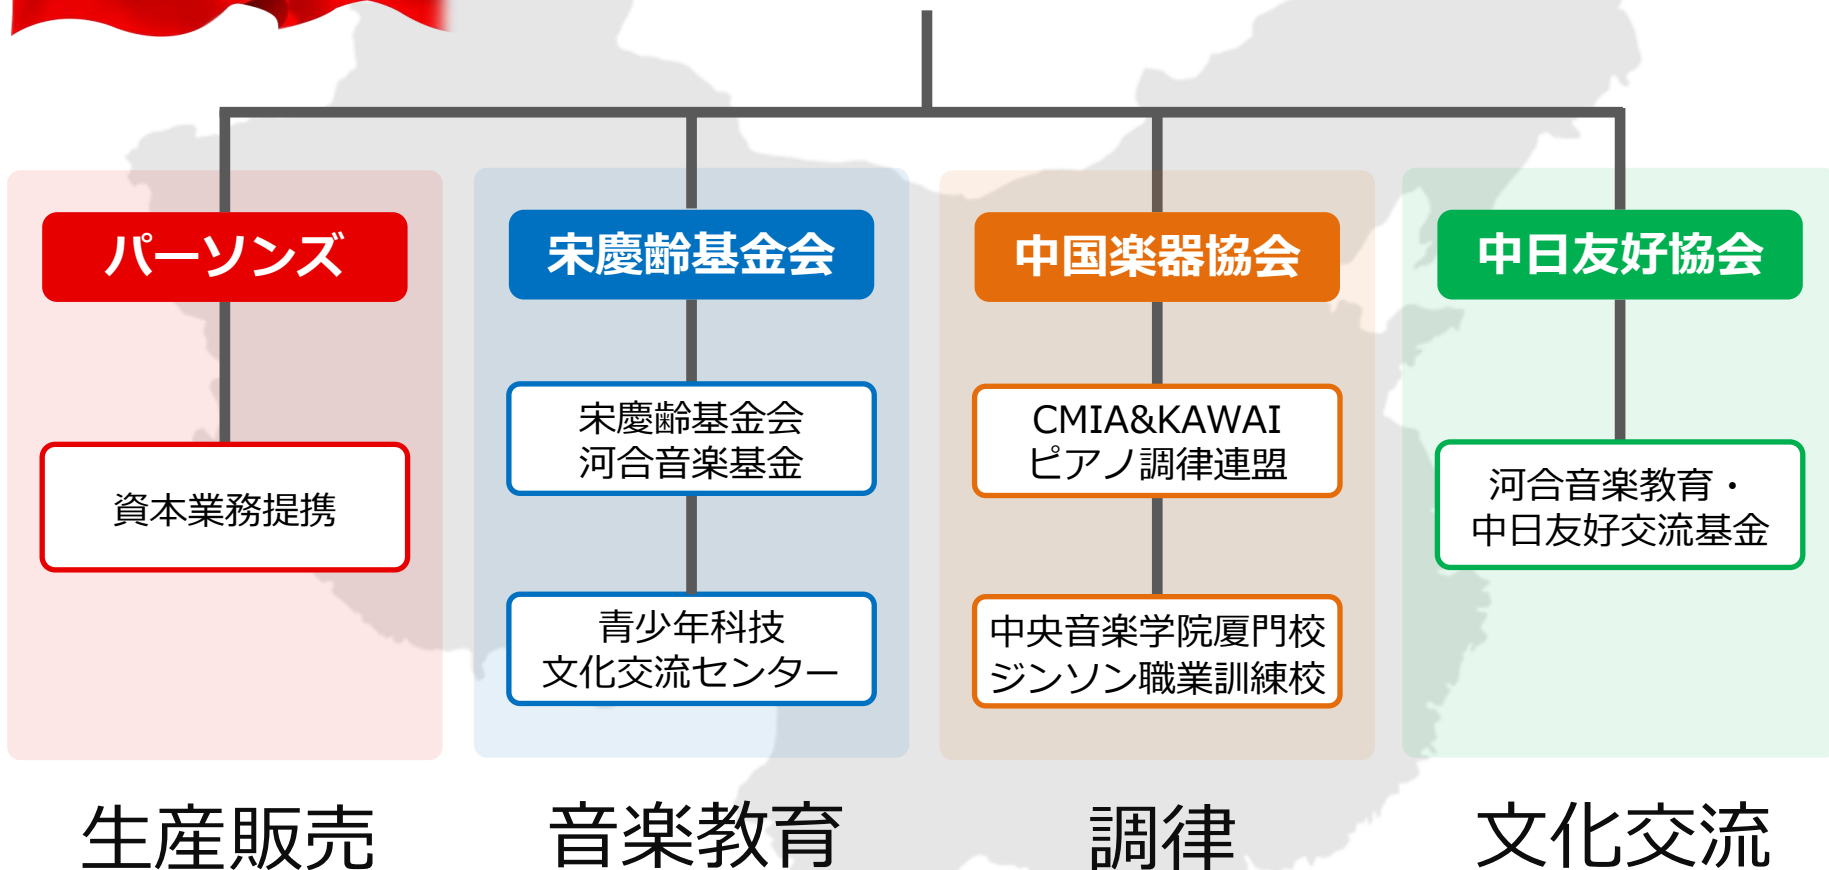 パーソンズ
宋慶齢基金会
中国楽器協会
中日友好協会
資本業務提携
宋慶齢基金会
河合音楽基金
CMIA&KAWAI
ピアノ調律連盟
河合音楽教育・
中日友好交流基金
青少年科技
文化交流センター
中央音楽学院厦門校
ジンソン職業訓練校
生産販売
音楽教育
調律
文化交流